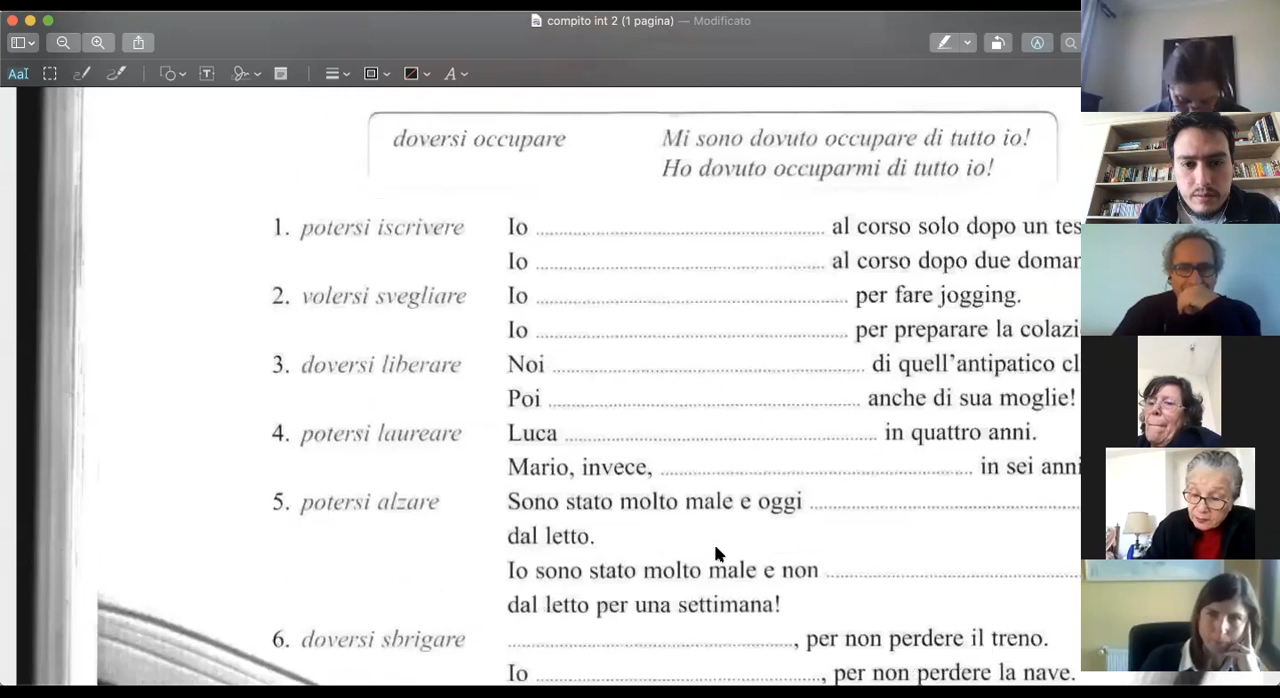 compito int 2 (1 pagina) — Modificato
AaI
doversi occupare Mi sono dovuto occupare di tutto io!
Ho dovuto occuparmi di tutto io!
1. potersi iscrivere Io ........ al corso solo dopo un tes
Io ........ al corso dopo due doman
2. volersi svegliare Io ........ per fare jogging.
Io ........ per preparare la colazi
3. doversi liberare Noi ........ di quell'antipatico cl
Poi ........ anche di sua moglie!
4. potersi laureare Luca ........ in quattro anni.
Mario, invece, ........ in sei anni
5. potersi alzare Sono stato molto male e oggi ........
dal letto.
Io sono stato molto male e non ........
dal letto per una settimana!
6. doversi sbrigare ........, per non perdere il treno.
Io ........, per non perdere la nave.